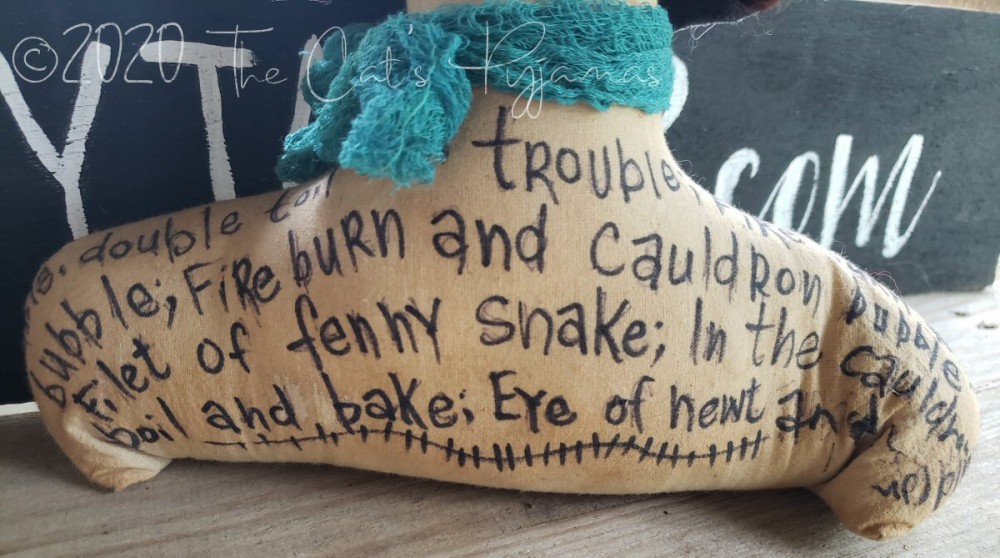 ©2020 The Cat's Pyjamas
YT
com
trouble,
double toil
bubble; Fire burn and cauldron bubble
Filet of fenny snake; In the cauldron
boil and bake; Eye of newt and